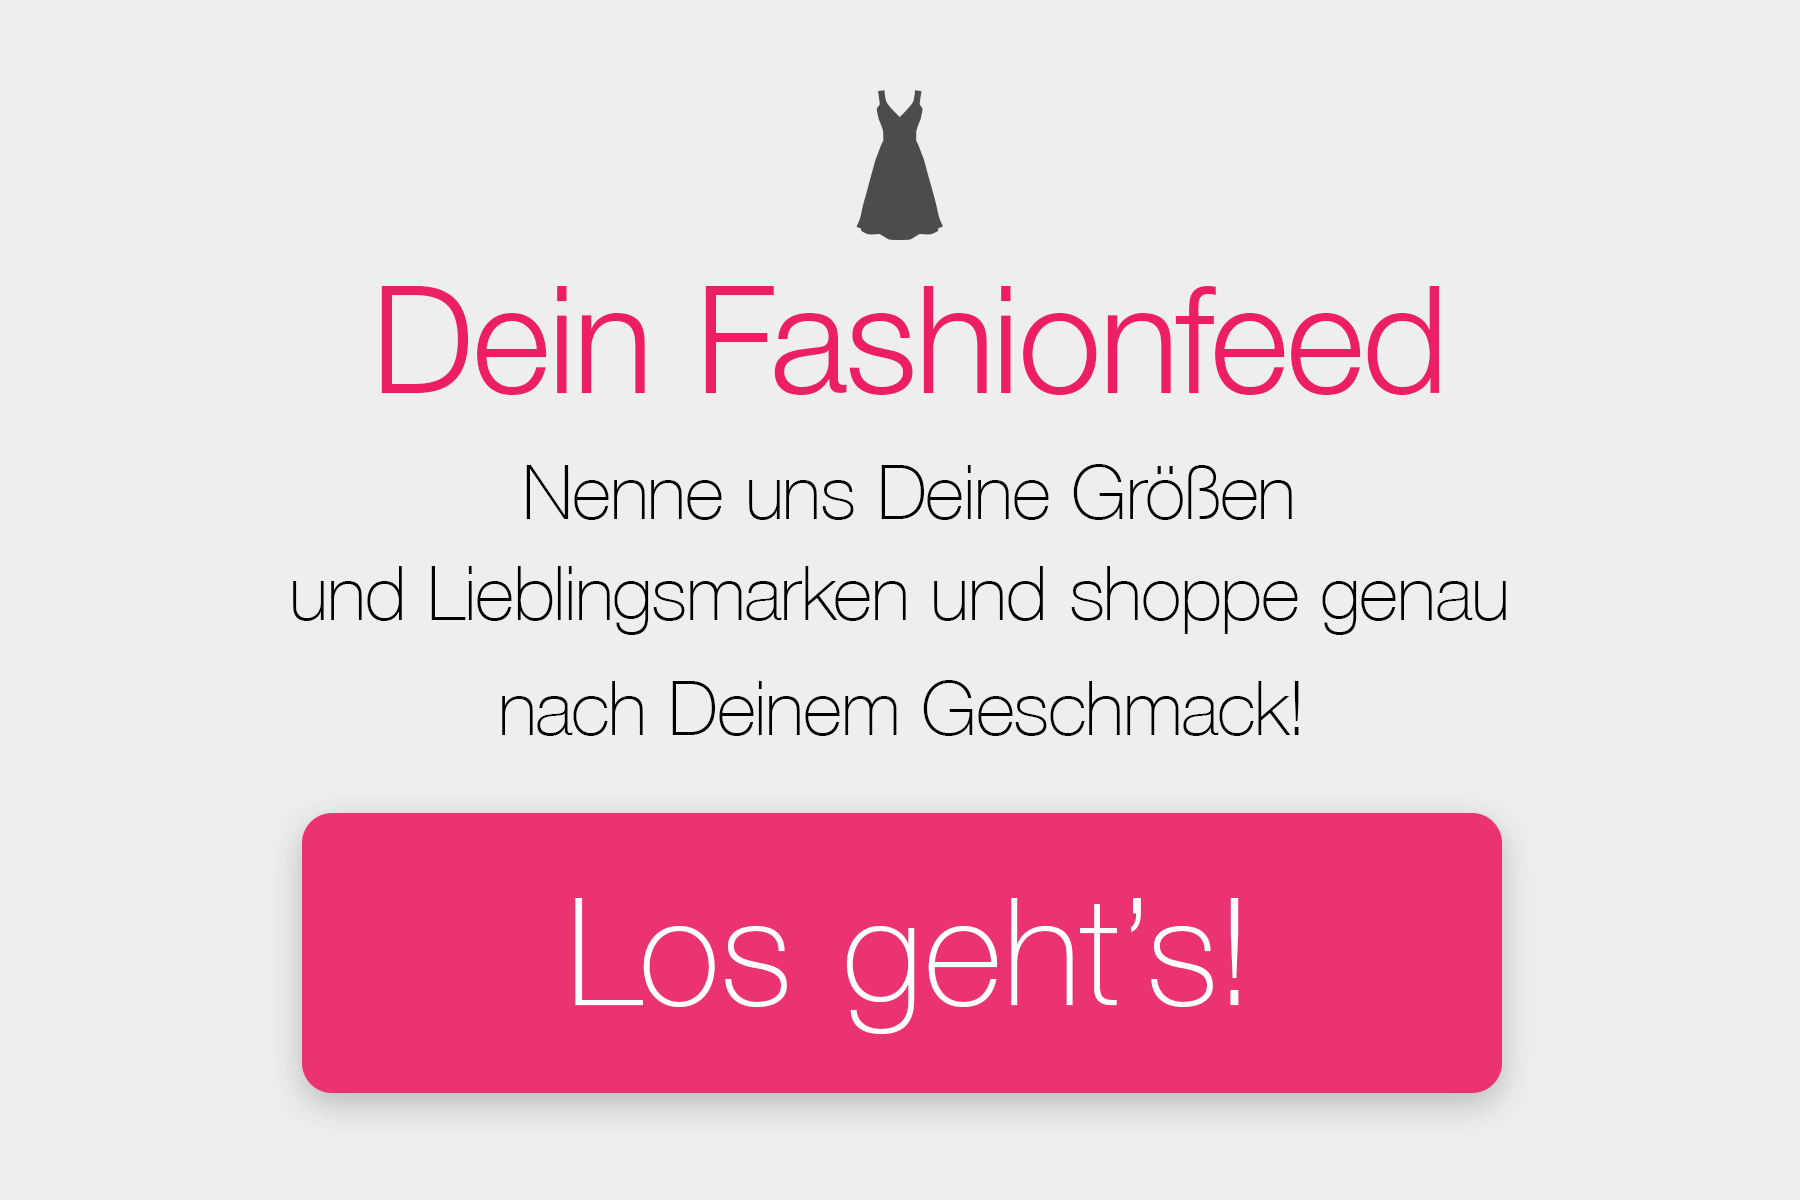 Dein Fashionfeed
Nenne uns Deine Größen
und Lieblingsmarken und shoppe genau
nach Deinem Geschmack!
Los geht’s!